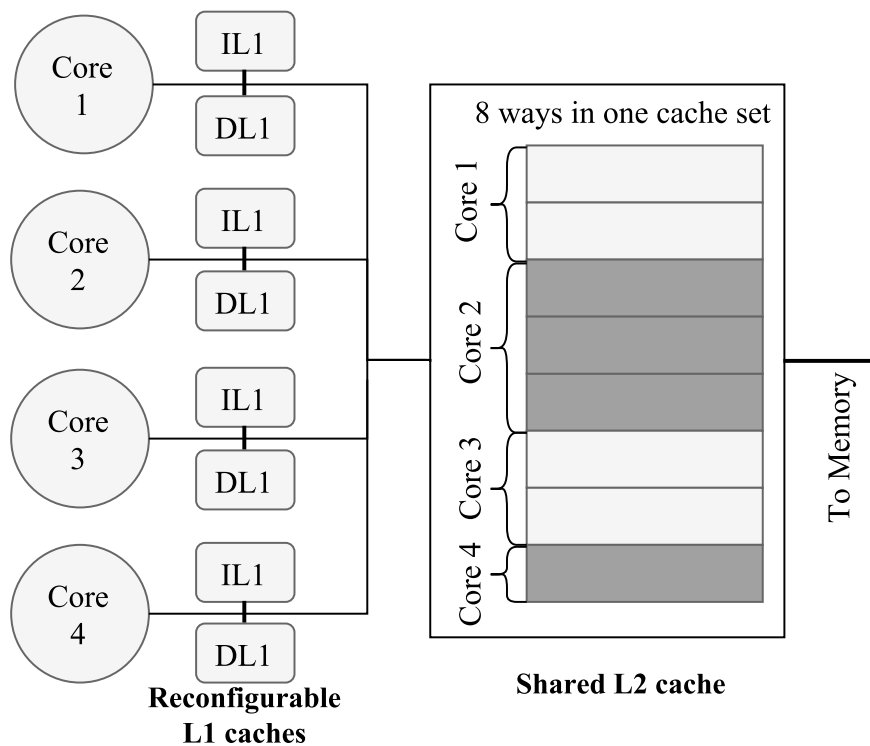 Core
1
IL1
DL1
Core
2
IL1
DL1
Core
3
IL1
DL1
Core
4
IL1
DL1
Reconfigurable
L1 caches
8 ways in one cache set
Core 1
Core 2
Core 3
Core 4
Shared L2 cache
To Memory